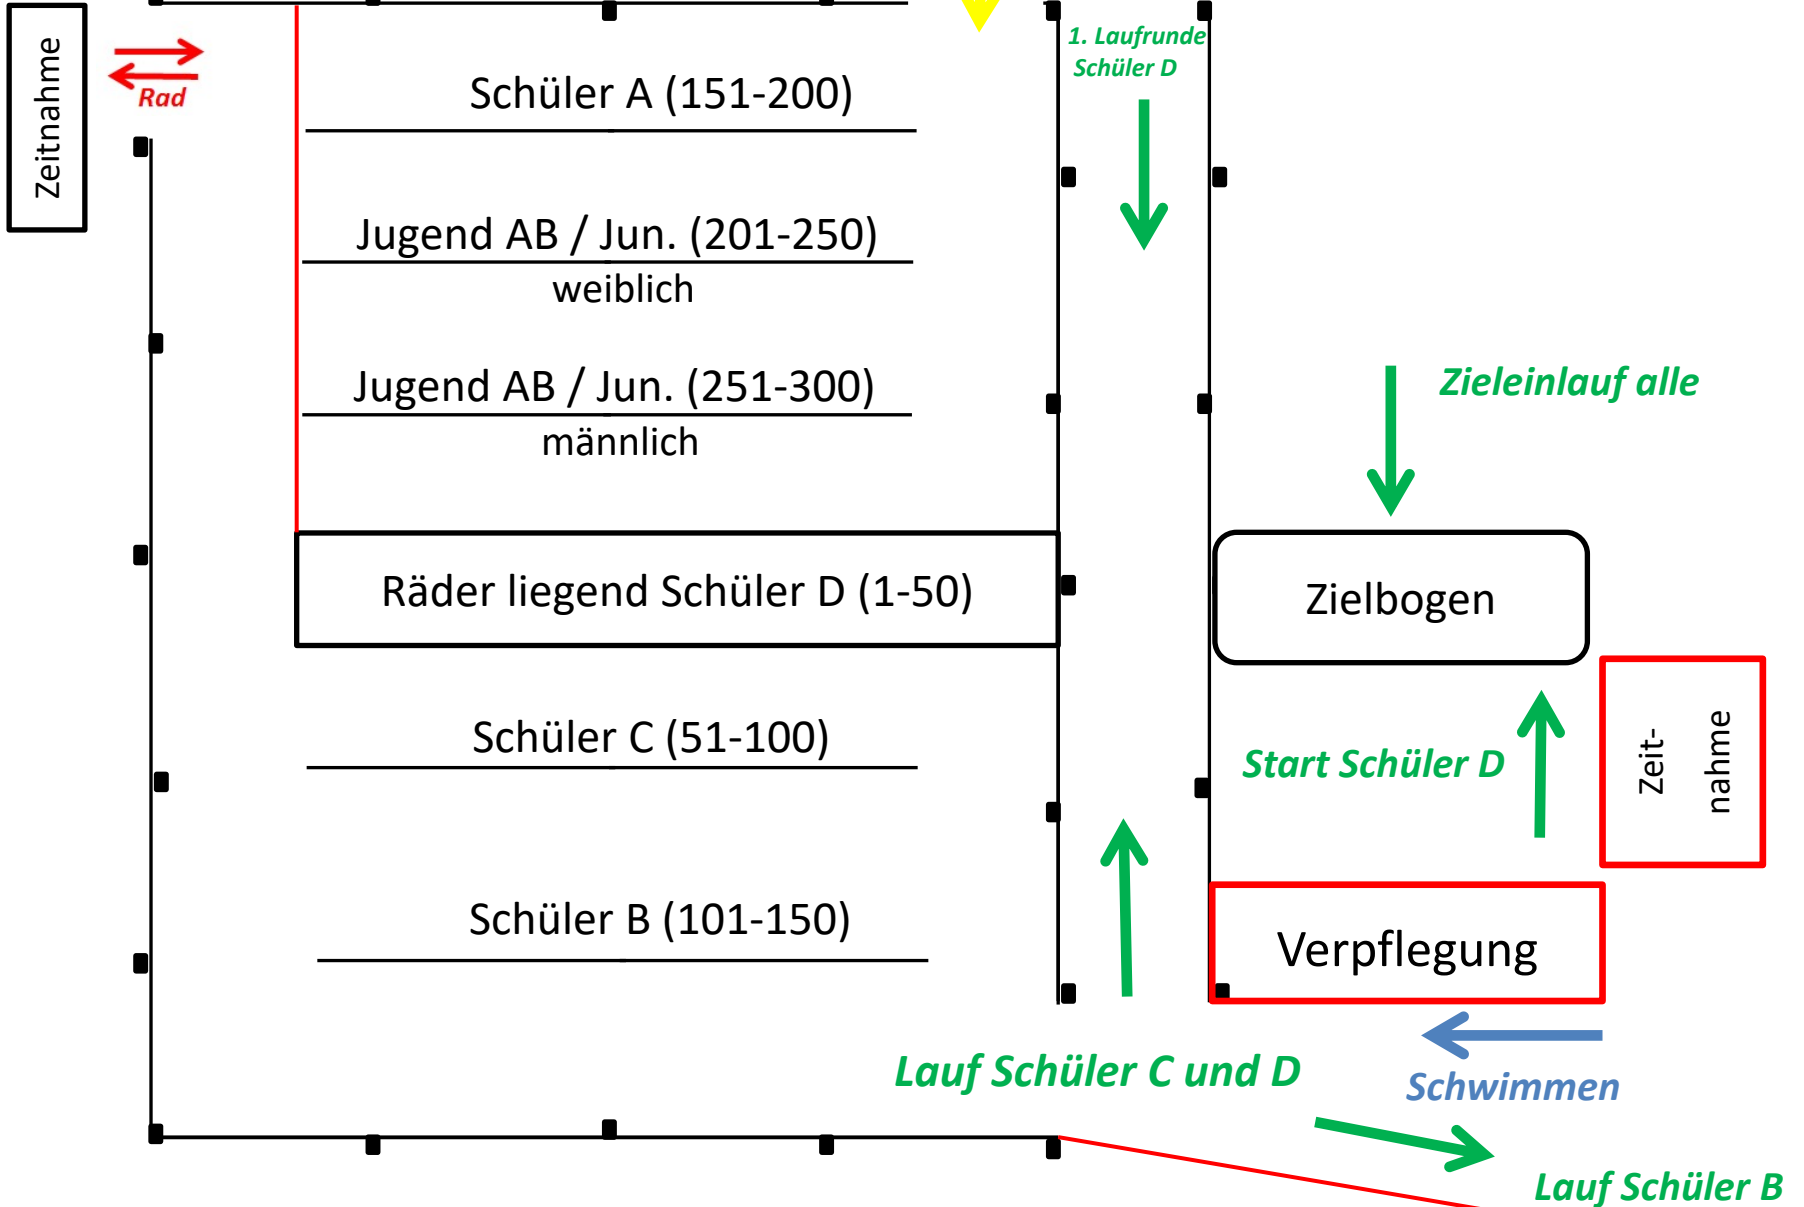 Zeitnahme
Rad
1. Laufrunde
Schüler D
Schüler A (151-200)
Jugend AB / Jun. (201-250)
weiblich
Jugend AB / Jun. (251-300)
männlich
Zieleinlauf alle
Räder liegend Schüler D (1-50)
Zielbogen
Schüler C (51-100)
Start Schüler D
Zeit-
nahme
Schüler B (101-150)
Verpflegung
Lauf Schüler C und D
Schwimmen
Lauf Schüler B